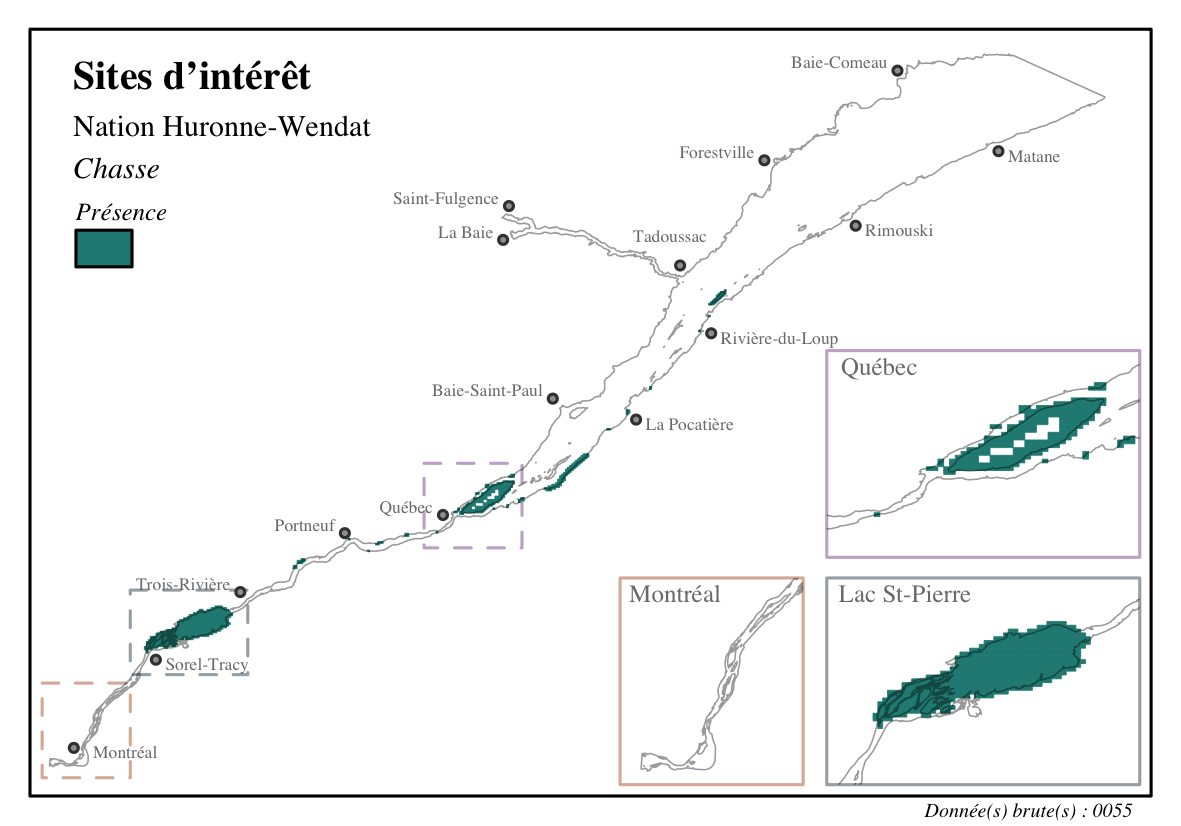 Sites d’intérêt
Nation Huronne-Wendat
Chasse
Présence
Baie-Comeau
Forestville
Matane
Saint-Fulgence
La Baie
Tadoussac
Rimouski
Rivière-du-Loup
Baie-Saint-Paul
La Pocatière
Québec
Portneuf
Trois-Rivière
Sorel-Tracy
Montréal
Québec
Montréal
Lac St-Pierre
Donnée(s) brute(s) : 0055